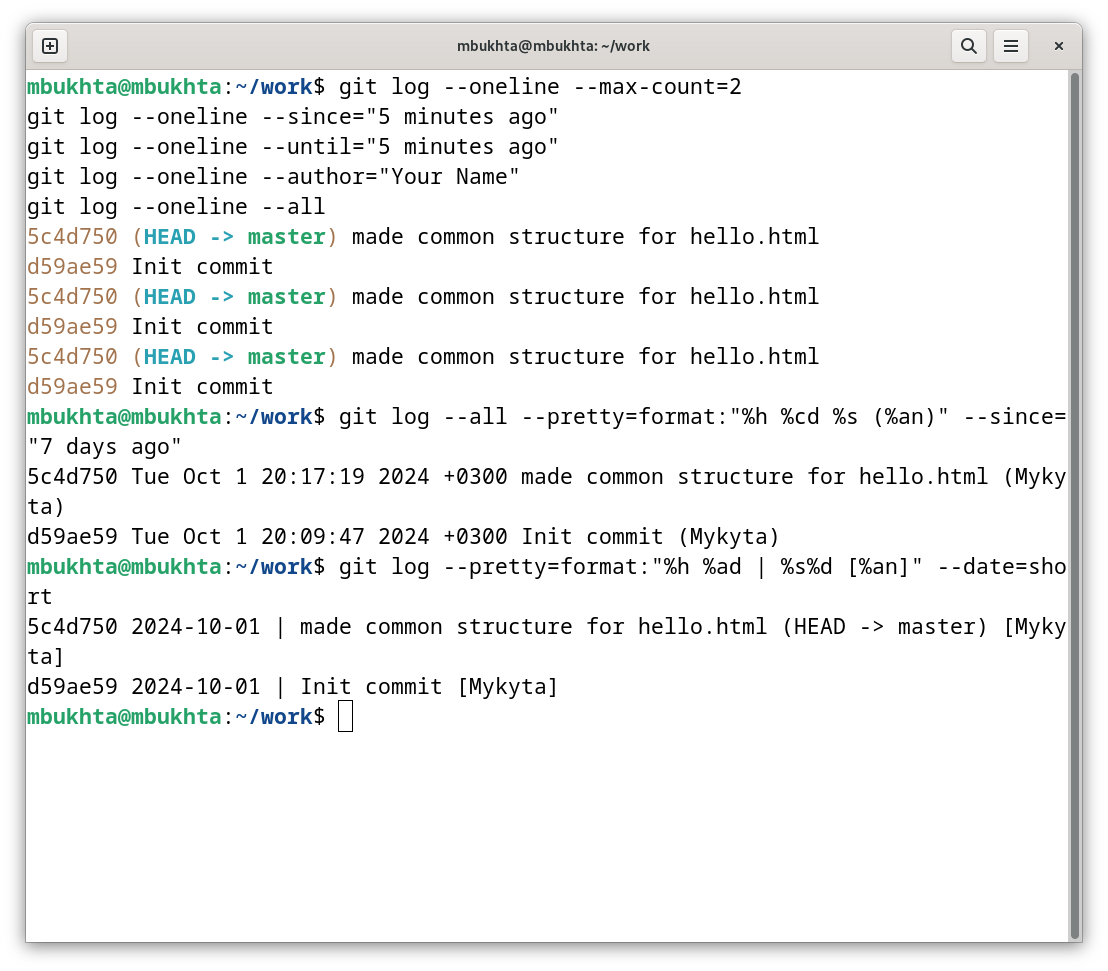 mbukhta@mbukhta: ~/work
mbukhta@mbukhta:~/work$ git log --oneline --max-count=2
git log --oneline --since="5 minutes ago"
git log --oneline --until="5 minutes ago"
git log --oneline --author="Your Name"
git log --oneline --all
5c4d750 (HEAD -> master) made common structure for hello.html
d59ae59 Init commit
5c4d750 (HEAD -> master) made common structure for hello.html
d59ae59 Init commit
5c4d750 (HEAD -> master) made common structure for hello.html
d59ae59 Init commit
mbukhta@mbukhta:~/work$ git log --all --pretty=format:"%h %cd %s (%an)" --since=
"7 days ago"
5c4d750 Tue Oct 1 20:17:19 2024 +0300 made common structure for hello.html (Myky
ta)
d59ae59 Tue Oct 1 20:09:47 2024 +0300 Init commit (Mykyta)
mbukhta@mbukhta:~/work$ git log --pretty=format:"%h %ad | %s%d [%an]" --date=sho
rt
5c4d750 2024-10-01 | made common structure for hello.html (HEAD -> master) [Myky
ta]
d59ae59 2024-10-01 | Init commit [Mykyta]
mbukhta@mbukhta:~/work$